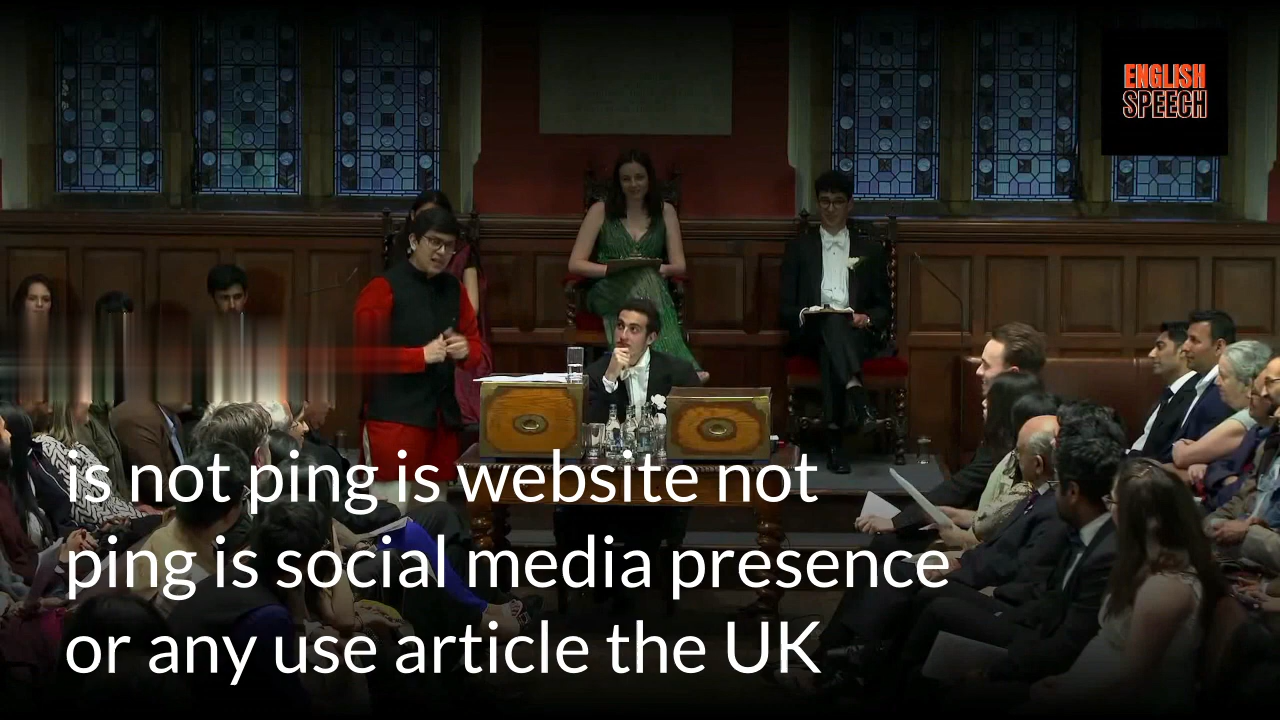 ENGLISH
SPEECH
is not ping is website not
ping is social media presence
or any use article the UK